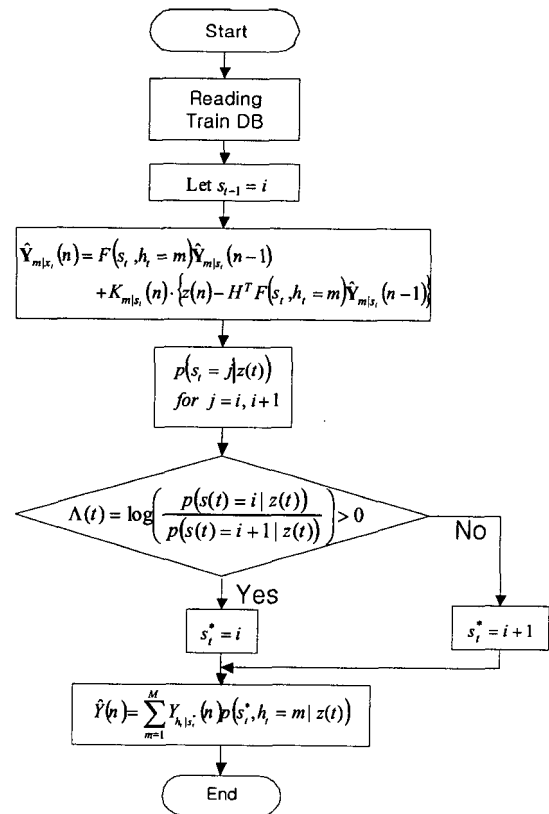 Start
Reading
Train DB
Let s_{t-1} = i
Ŷ_{m|x_t}(n) = F(s_t, h_t = m)Ŷ_{m|s_t}(n-1)
+K_{m|s_t}(n)·{z(n) - H^T F(s_t, h_t = m)Ŷ_{m|s_t}(n-1)}
p(s_t = j|z(t))
for j = i, i+1
Λ(t) = log(p(s(t) = i | z(t)) / p(s(t) = i+1 | z(t))) > 0
No
Yes
s_t^* = i
s_t^* = i+1
Ŷ(n) = ∑_{m=1}^{M} Y_{h_t|s_t^*}(n)p(s_t^*, h_t = m | z(t))
End